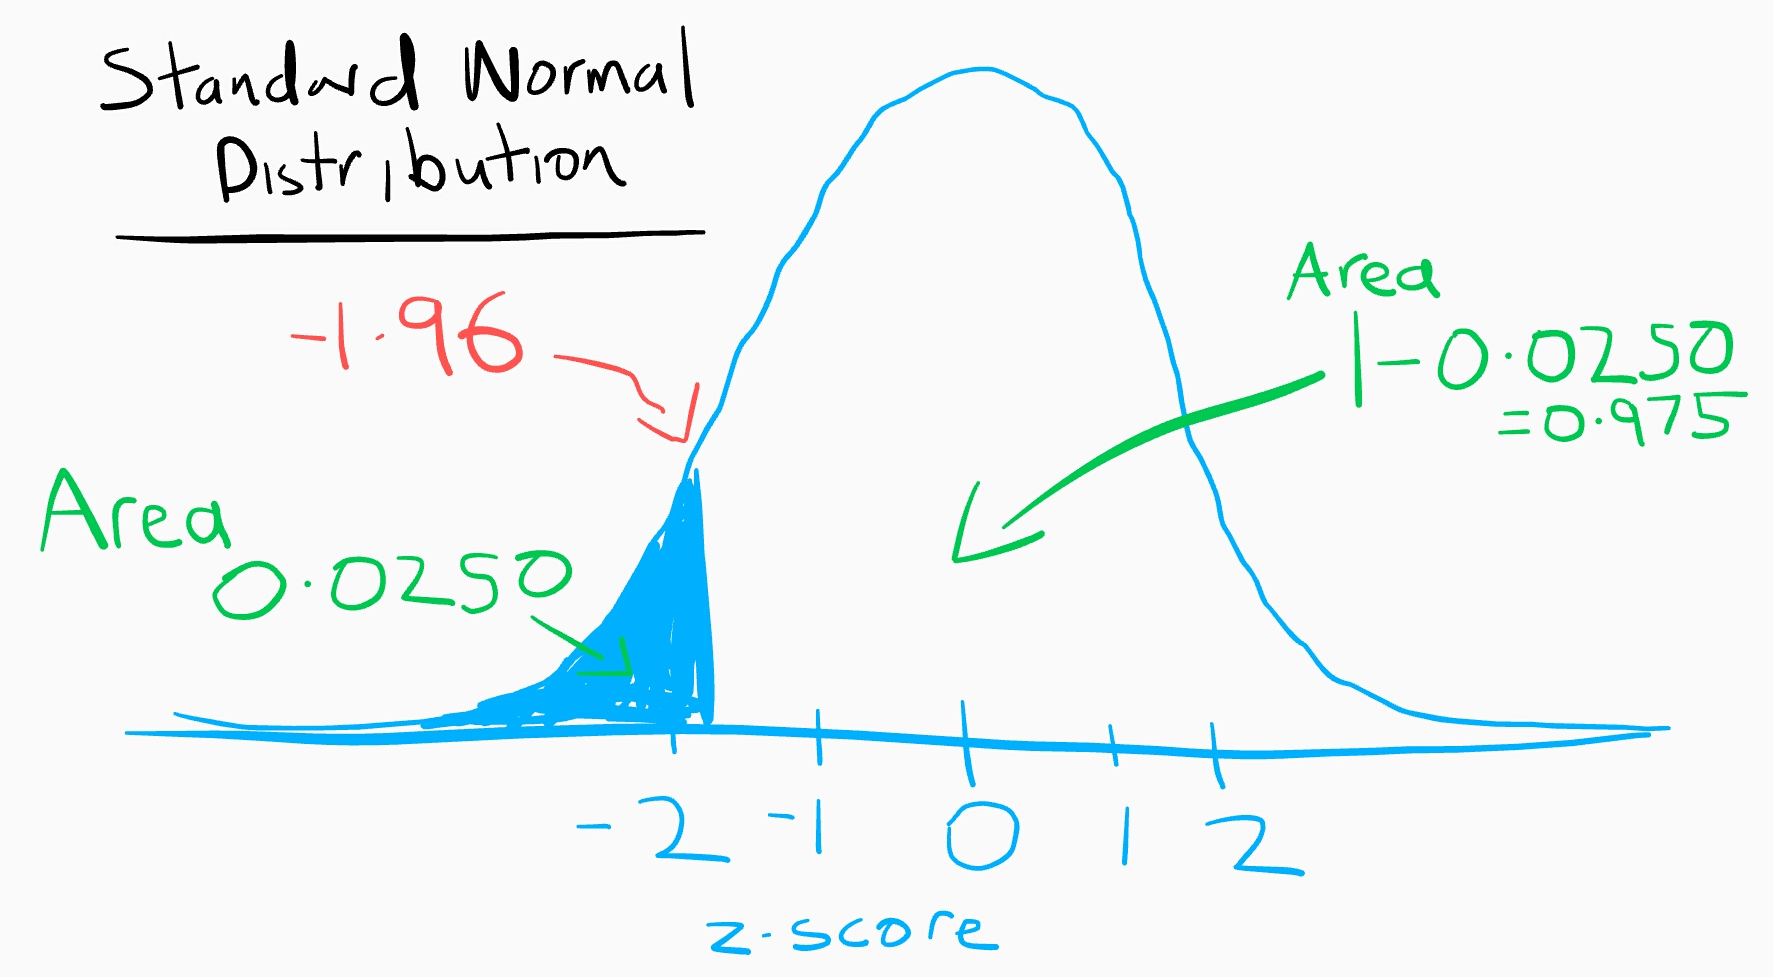 Standard Normal
Distribution
-1.96
Area
1-0.0250
=0.975
Area
0.0250
-2 -1 0 1 2
z-score